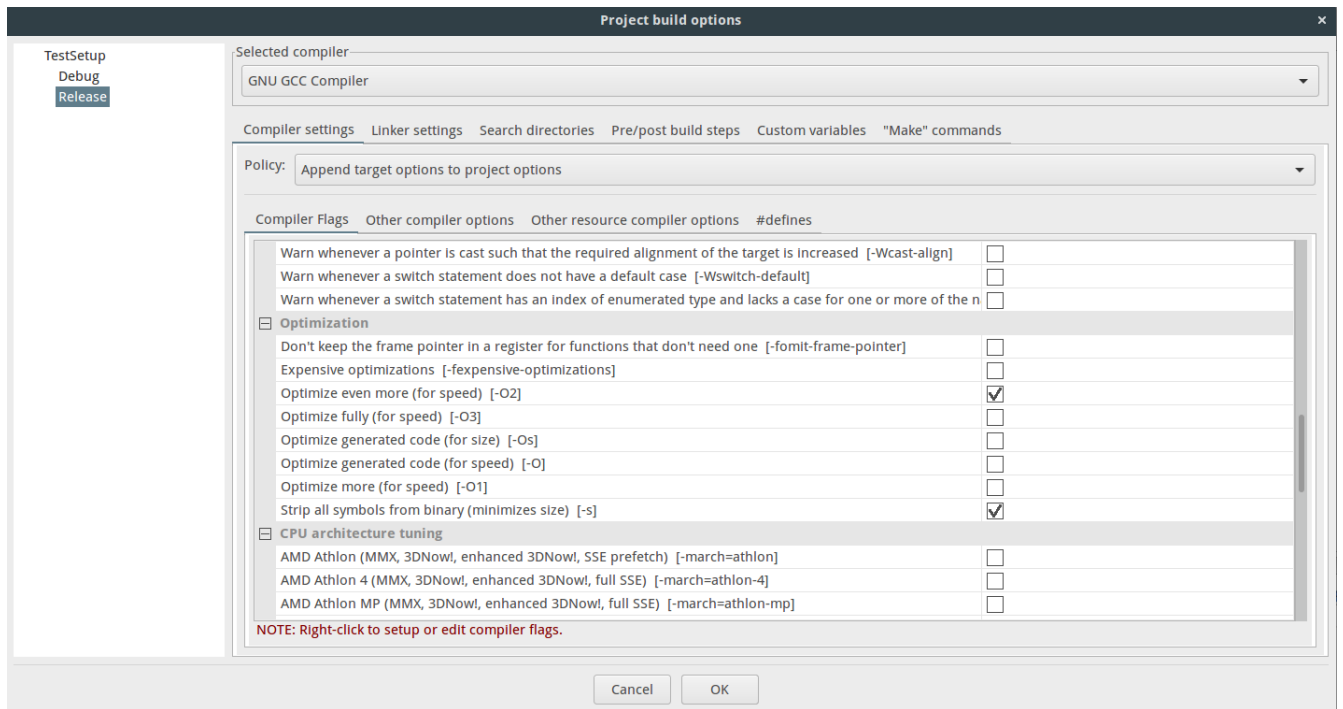 Project build options
TestSetup
Debug
Release
Selected compiler
GNU GCC Compiler
Compiler settings Linker settings Search directories Pre/post build steps Custom variables "Make" commands
Policy: Append target options to project options
Compiler Flags Other compiler options Other resource compiler options #defines
Warn whenever a pointer is cast such that the required alignment of the target is increased [-Wcast-align]
Warn whenever a switch statement does not have a default case [-Wswitch-default]
Warn whenever a switch statement has an index of enumerated type and lacks a case for one or more of the n
Optimization
Don't keep the frame pointer in a register for functions that don't need one [-fomit-frame-pointer]
Expensive optimizations [-fexpensive-optimizations]
Optimize even more (for speed) [-O2]
Optimize fully (for speed) [-O3]
Optimize generated code (for size) [-Os]
Optimize generated code (for speed) [-O]
Optimize more (for speed) [-O1]
Strip all symbols from binary (minimizes size) [-s]
CPU architecture tuning
AMD Athlon (MMX, 3DNow!, enhanced 3DNow!, SSE prefetch) [-march=athlon]
AMD Athlon 4 (MMX, 3DNow!, enhanced 3DNow!, full SSE) [-march=athlon-4]
AMD Athlon MP (MMX, 3DNow!, enhanced 3DNow!, full SSE) [-march=athlon-mp]
NOTE: Right-click to setup or edit compiler flags.
Cancel OK